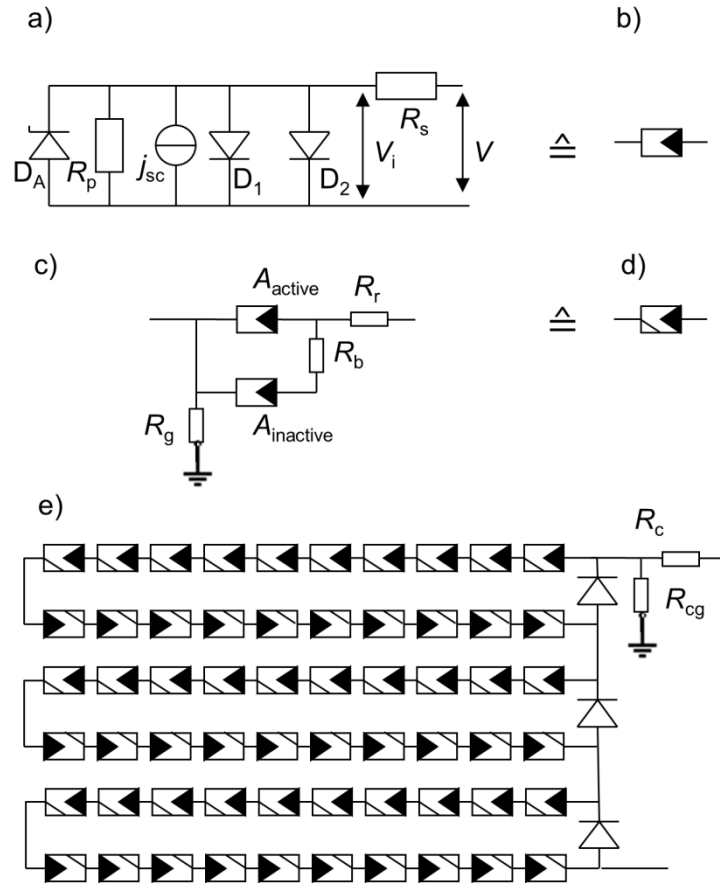 a)
b)
D_A
R_p
j_sc
D_1
D_2
V_i
R_s
V
≙
c)
d)
A_active
R_r
R_b
R_g
A_inactive
≙
e)
R_c
R_cg